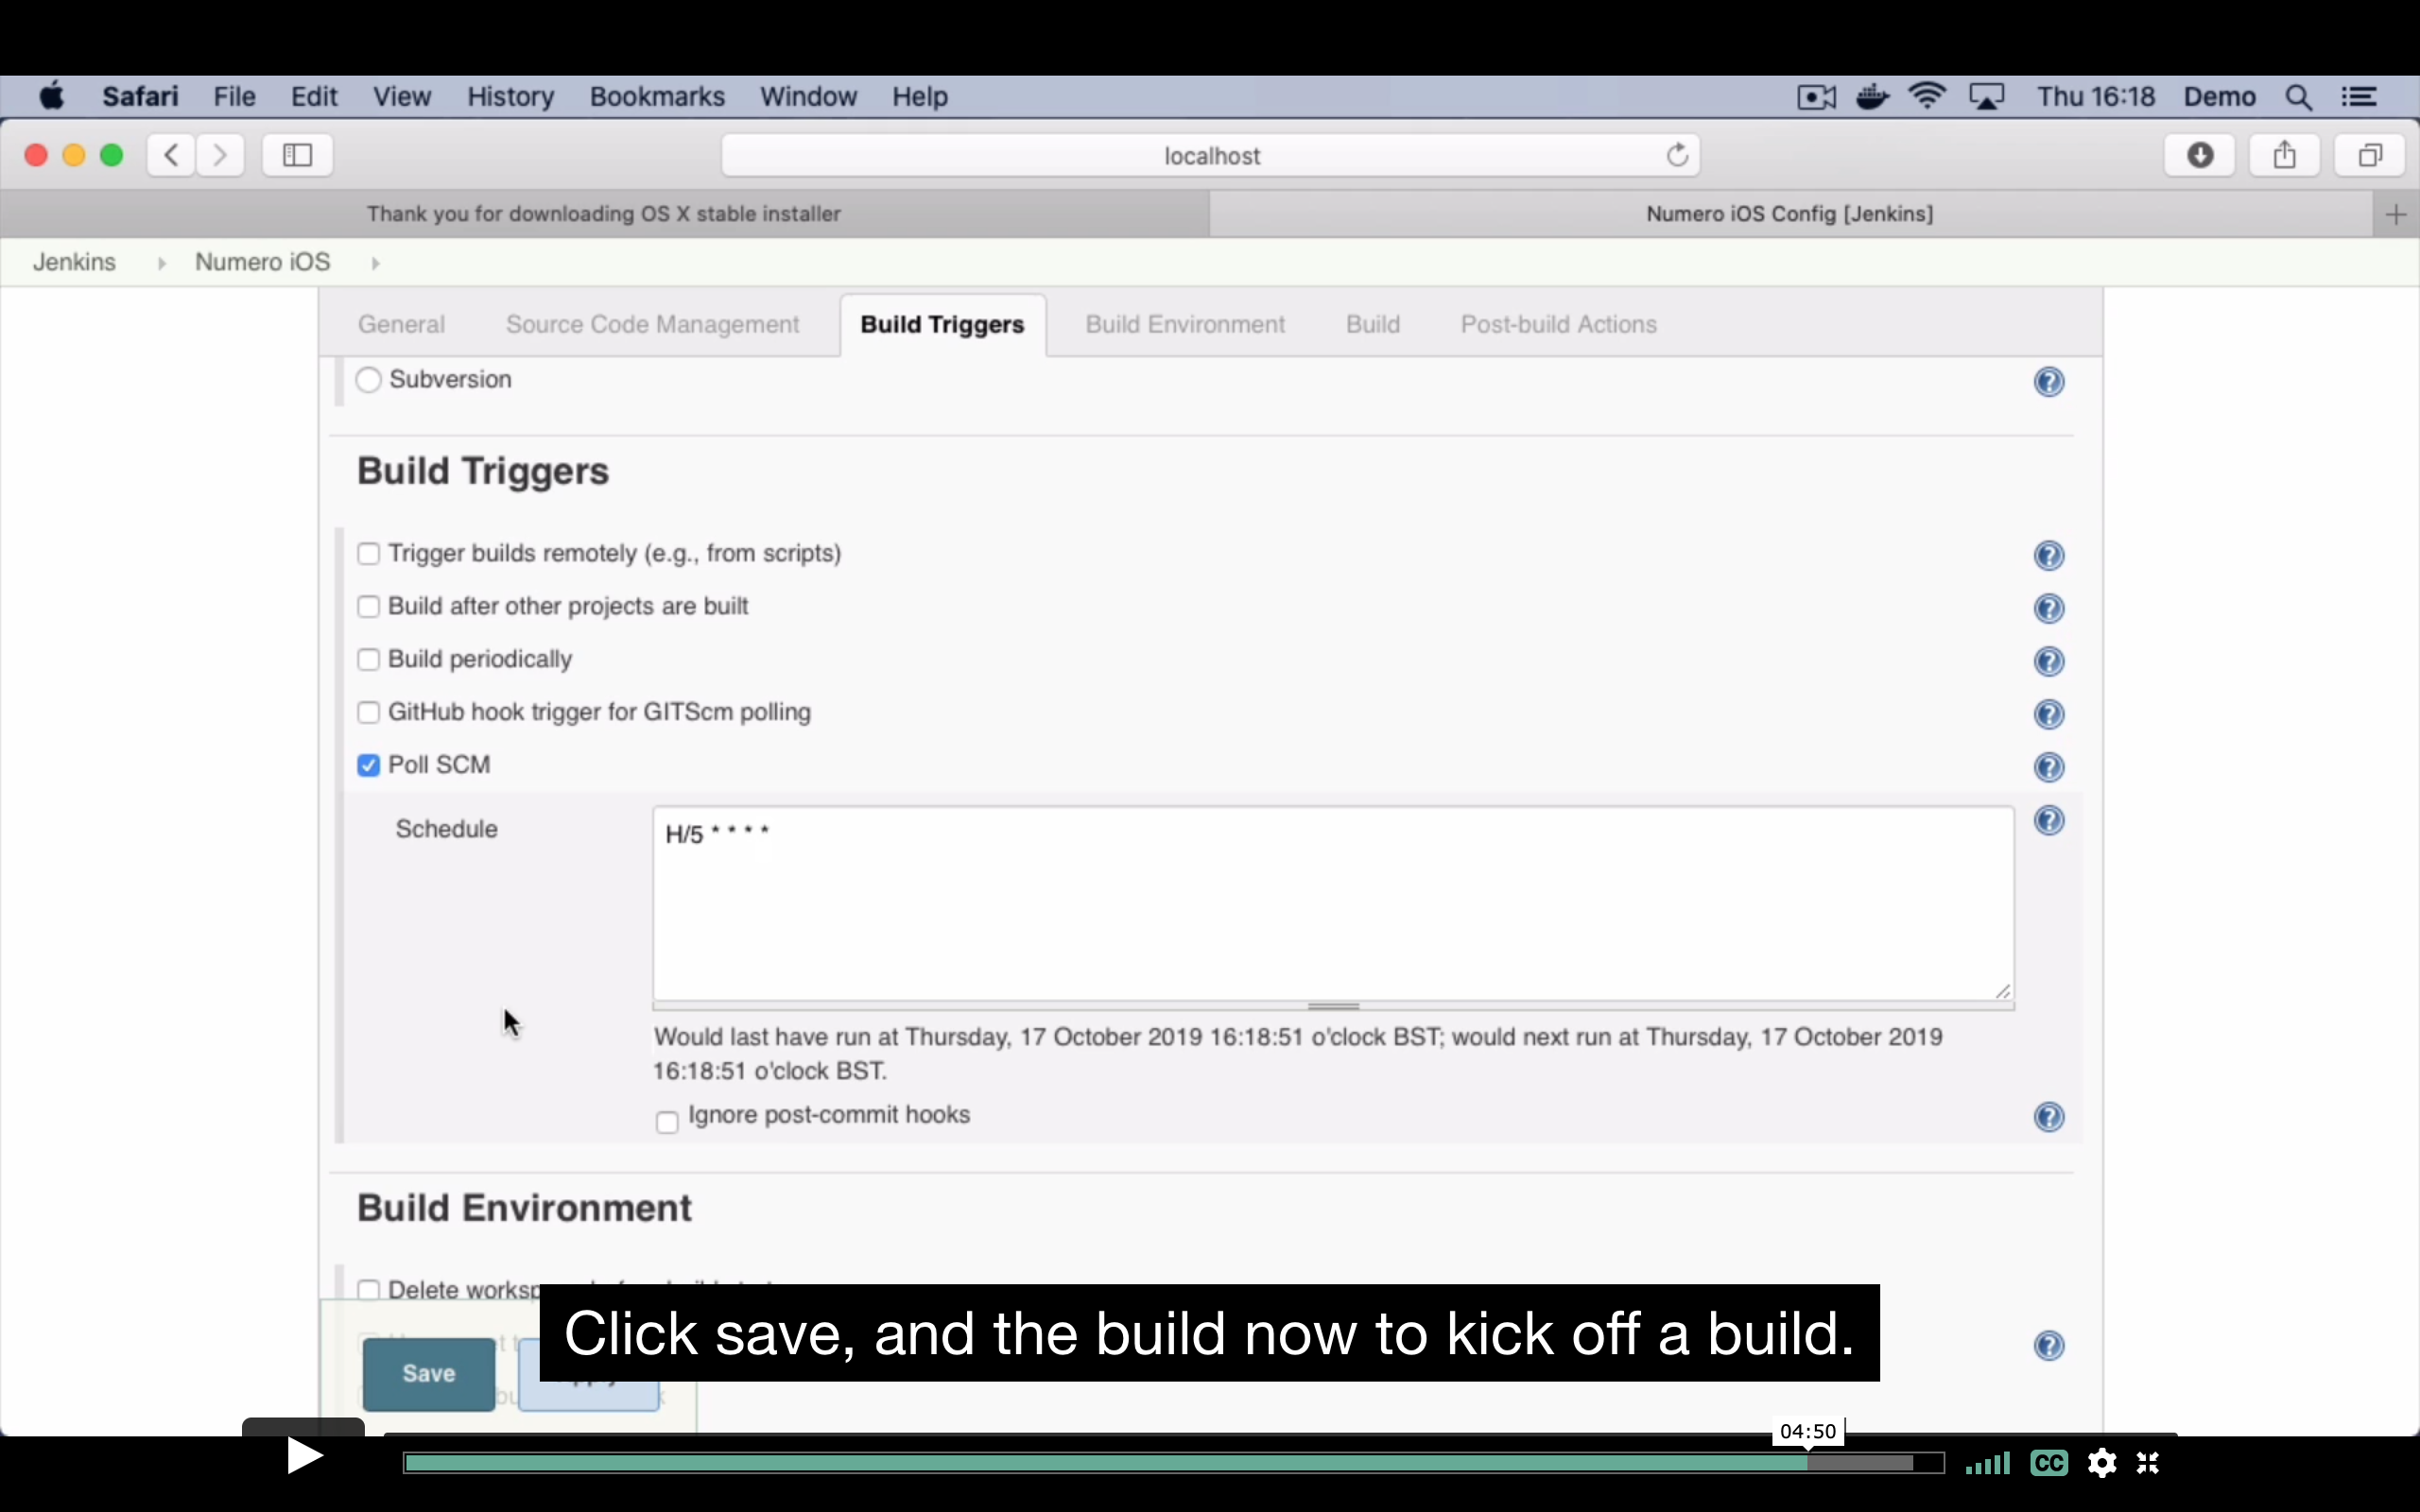 Safari File Edit View History Bookmarks Window Help Thu 16:18 Demo
localhost
Thank you for downloading OS X stable installer Numero iOS Config [Jenkins]
Jenkins Numero iOS
General Source Code Management Build Triggers Build Environment Build Post-build Actions
Subversion
Build Triggers
Trigger builds remotely (e.g., from scripts)
Build after other projects are built
Build periodically
GitHub hook trigger for GITScm polling
Poll SCM
Schedule H/5 * * * *
Would last have run at Thursday, 17 October 2019 16:18:51 o'clock BST; would next run at Thursday, 17 October 2019
16:18:51 o'clock BST.
Ignore post-commit hooks
Build Environment
Delete
Click save, and the build now to kick off a build.
Save
04:50
CC